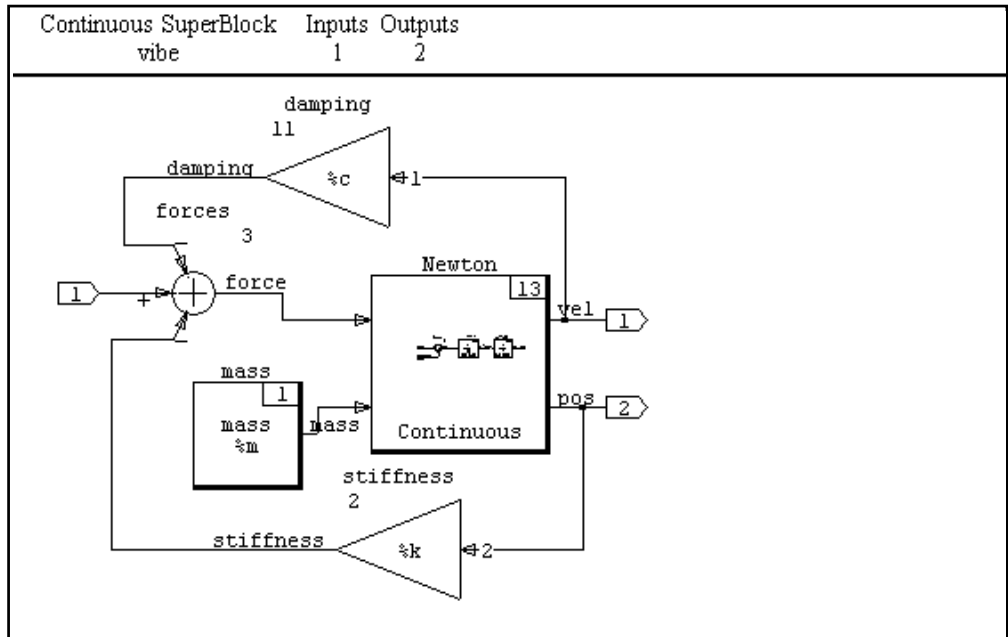 Continuous SuperBlock Inputs Outputs
vibe 1 2
damping
11
damping
%c
1
forces
3
Newton
force
13
1
+
vel
1
mass
1
pos
2
mass
mass
%m
Continuous
stiffness
2
stiffness
%k
2